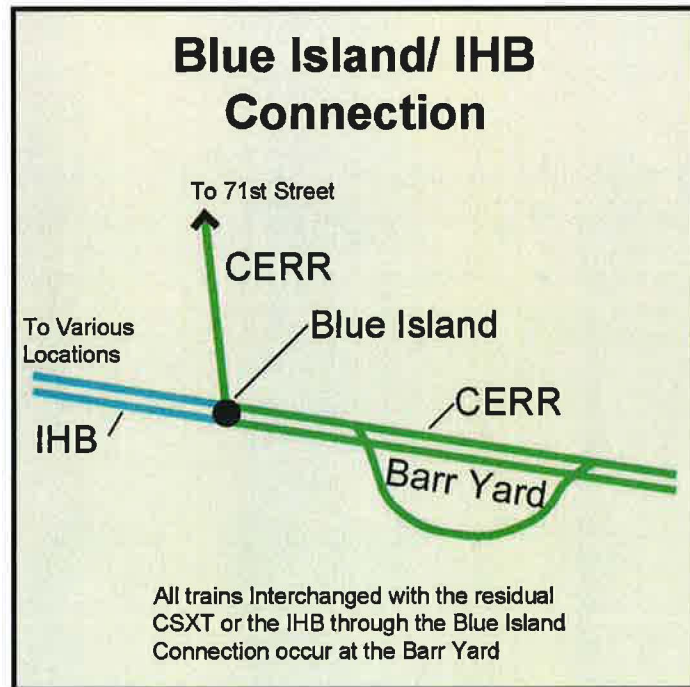 Blue Island/ IHB
Connection
To 71st Street
CERR
Blue Island
To Various
Locations
IHB
CERR
Barr Yard
All trains Interchanged with the residual
CSXT or the IHB through the Blue Island
Connection occur at the Barr Yard